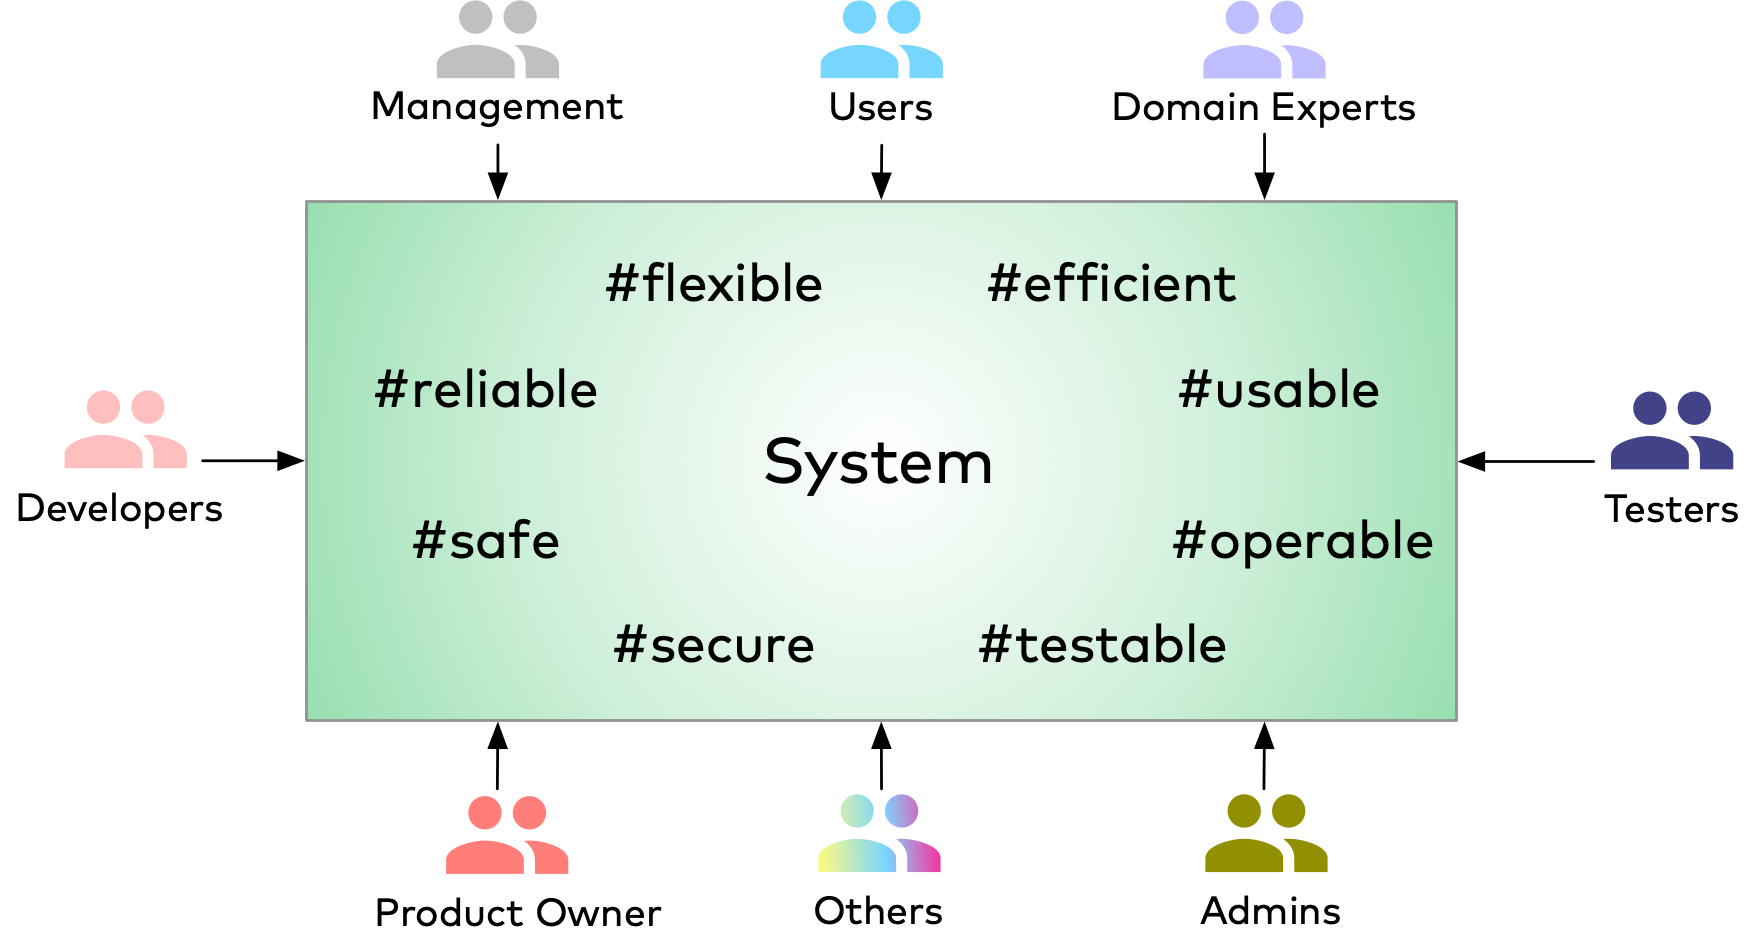 Management
Users
Domain Experts
#flexible
#efficient
#reliable
#usable
System
Developers
Testers
#safe
#operable
#secure
#testable
Product Owner
Others
Admins